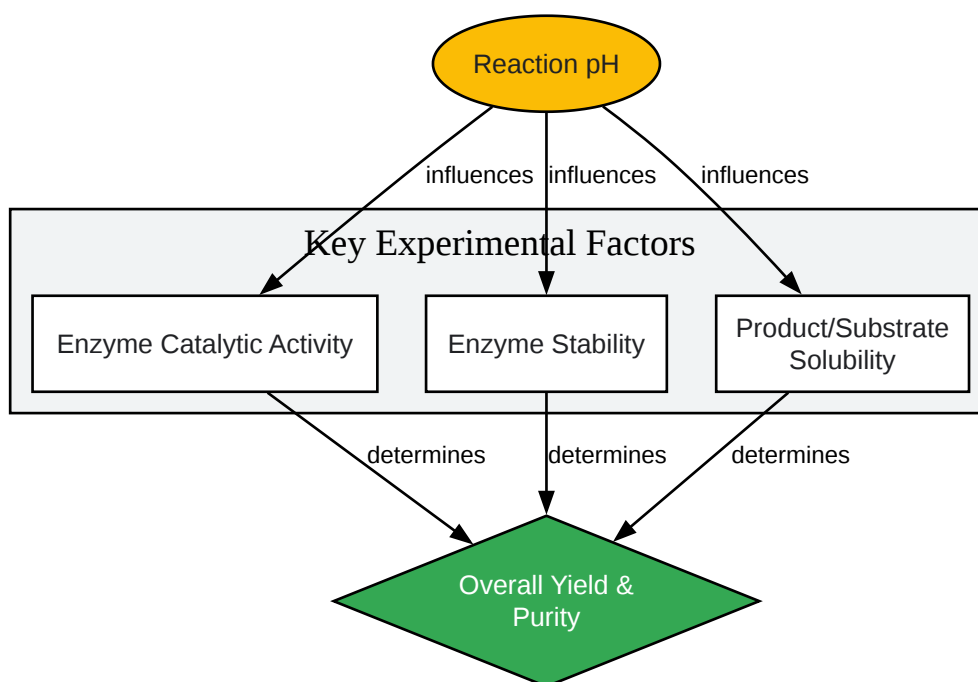 Reaction pH
influences
influences
influences
Key Experimental Factors
Enzyme Catalytic Activity
Enzyme Stability
Product/Substrate
Solubility
determines
determines
determines
Overall Yield &
Purity